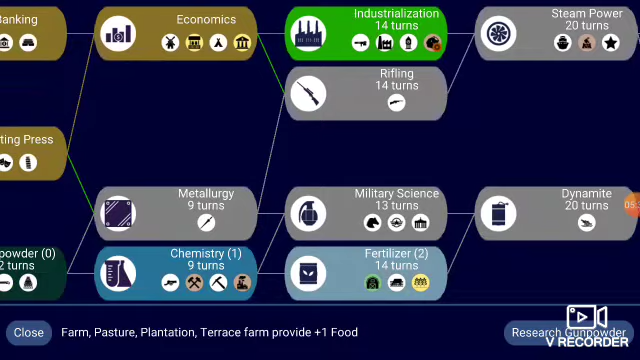 Banking
Economics
Industrialization
14 turns
Steam Power
20 turns
Rifling
14 turns
ting Press
Metallurgy
9 turns
Military Science
13 turns
Dynamite
20 turns
05:3
powder (0)
2 turns
Chemistry (1)
9 turns
Fertilizer (2)
14 turns
Close
Farm, Pasture, Plantation, Terrace farm provide +1 Food
Research Gunpowder
V RECORDER